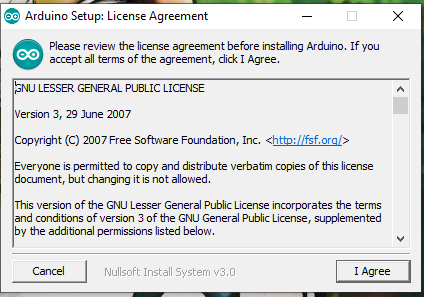 Arduino Setup: License Agreement
Please review the license agreement before installing Arduino. If you
accept all terms of the agreement, click I Agree.
GNU LESSER GENERAL PUBLIC LICENSE
Version 3, 29 June 2007
Copyright (C) 2007 Free Software Foundation, Inc. <http://fsf.org/>
Everyone is permitted to copy and distribute verbatim copies of this license
document, but changing it is not allowed.
This version of the GNU Lesser General Public License incorporates the terms
and conditions of version 3 of the GNU General Public License, supplemented
by the additional permissions listed below.
Cancel
Nullsoft Install System v3.0
I Agree